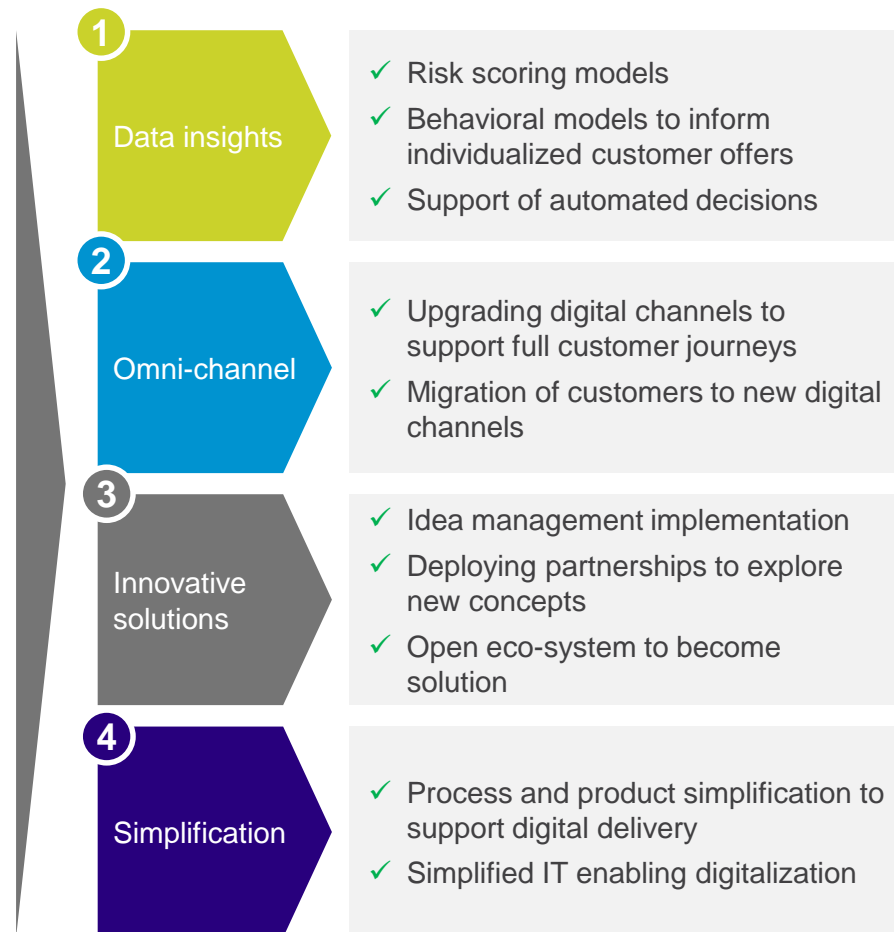 1
Data insights
✓ Risk scoring models
✓ Behavioral models to inform
individualized customer offers
✓ Support of automated decisions
2
Omni-channel
✓ Upgrading digital channels to
support full customer journeys
✓ Migration of customers to new digital
channels
3
Innovative
solutions
✓ Idea management implementation
✓ Deploying partnerships to explore
new concepts
✓ Open eco-system to become
solution
4
Simplification
✓ Process and product simplification to
support digital delivery
✓ Simplified IT enabling digitalization